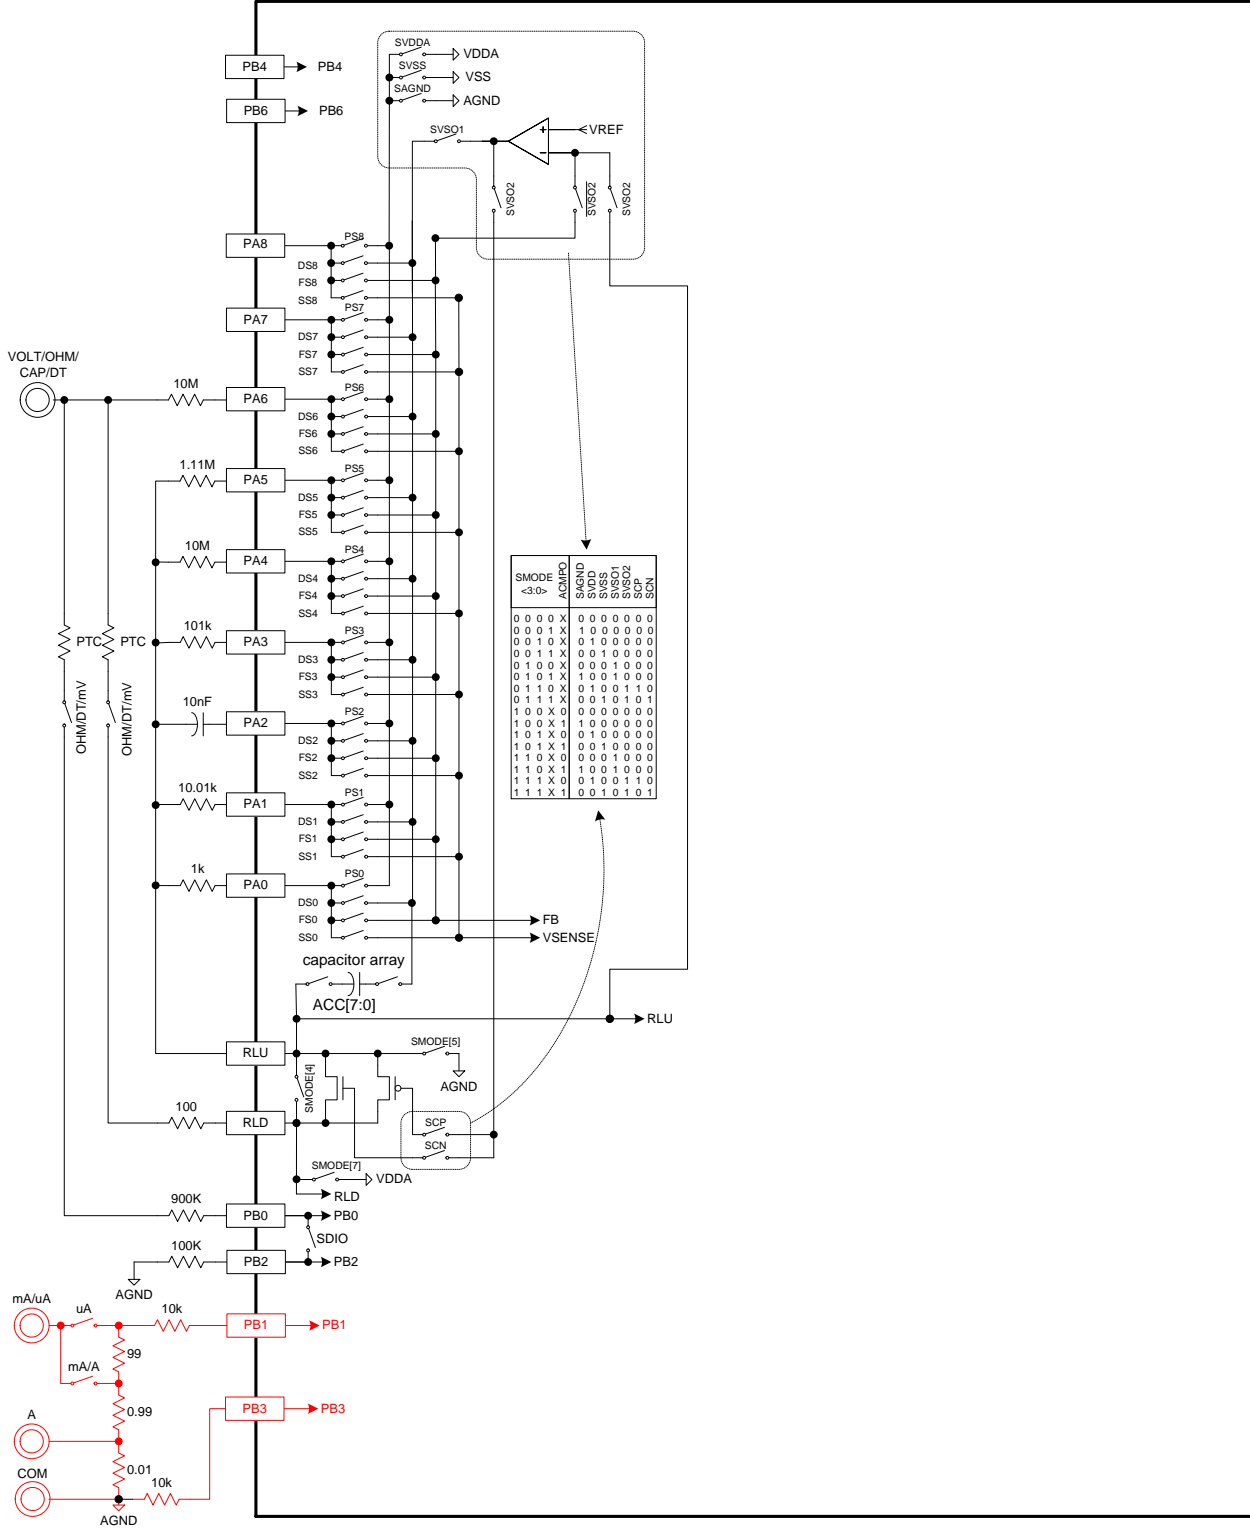 SVDDA
VDDA
SVSS
VSS
SAGND
AGND
PB4
PB4
PB6
PB6
SVSO1
VREF
SVSO2
SVSO2
SVSO2
PA8
PS8
DS8
FS8
SS8
PA7
PS7
DS7
FS7
SS7
VOLT/OHM/
CAP/DT
10M
PA6
PS6
DS6
FS6
SS6
1.11M
PA5
PS5
DS5
FS5
SS5
10M
PA4
PS4
DS4
FS4
SS4
SMODE
<3:0>
ACMPO
SAGND
SVDD
SVSS
SVSO1
SVSO2
SCP
SCN
0 0 0 0 X 0 0 0 0 0 0 0
0 0 0 1 X 1 0 0 0 0 0 0
0 0 1 0 X 0 1 0 0 0 0 0
0 0 1 1 X 0 0 1 0 0 0 0
0 1 0 0 X 0 0 0 1 0 0 0
0 1 0 1 X 1 0 0 1 0 0 0
0 1 1 0 X 0 1 0 0 1 1 0
0 1 1 1 X 0 0 1 0 1 0 1
1 0 0 X 0 0 0 0 0 0 0 0
1 0 0 X 1 1 0 0 0 0 0 0
1 0 1 X 0 0 1 0 0 0 0 0
1 0 1 X 1 0 0 1 0 0 0 0
1 1 0 X 0 0 0 0 1 0 0 0
1 1 0 X 1 1 0 0 1 0 0 0
1 1 1 X 0 0 1 0 0 1 1 0
1 1 1 X 1 0 0 1 0 1 0 1
101k
PA3
PS3
DS3
FS3
SS3
PTC
PTC
OHM/DT/mV
OHM/DT/mV
10nF
PA2
PS2
DS2
FS2
SS2
10.01k
PA1
PS1
DS1
FS1
SS1
1k
PA0
PS0
DS0
FS0
SS0
FB
VSENSE
capacitor array
ACC[7:0]
RLU
RLU
SMODE[5]
AGND
SMODE[4]
100
RLD
SCP
SCN
SMODE[7]
VDDA
RLD
900K
PB0
PB0
SDIO
100K
PB2
PB2
AGND
mA/uA
uA
10k
PB1
PB1
99
mA/A
A
0.99
PB3
PB3
COM
0.01
10k
AGND